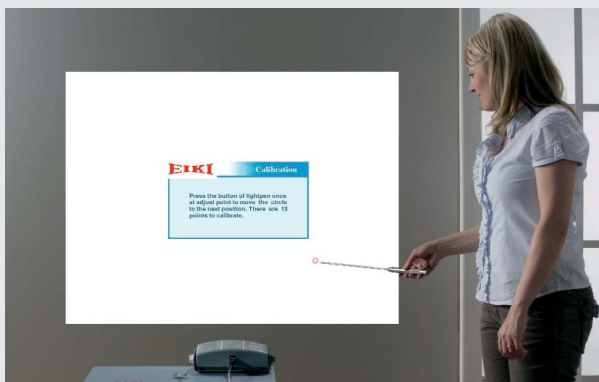 EIKI
Calibration
Press the button of lightpen once
at adjust point to move the circle
to the next position. There are 13
points to calibrate.